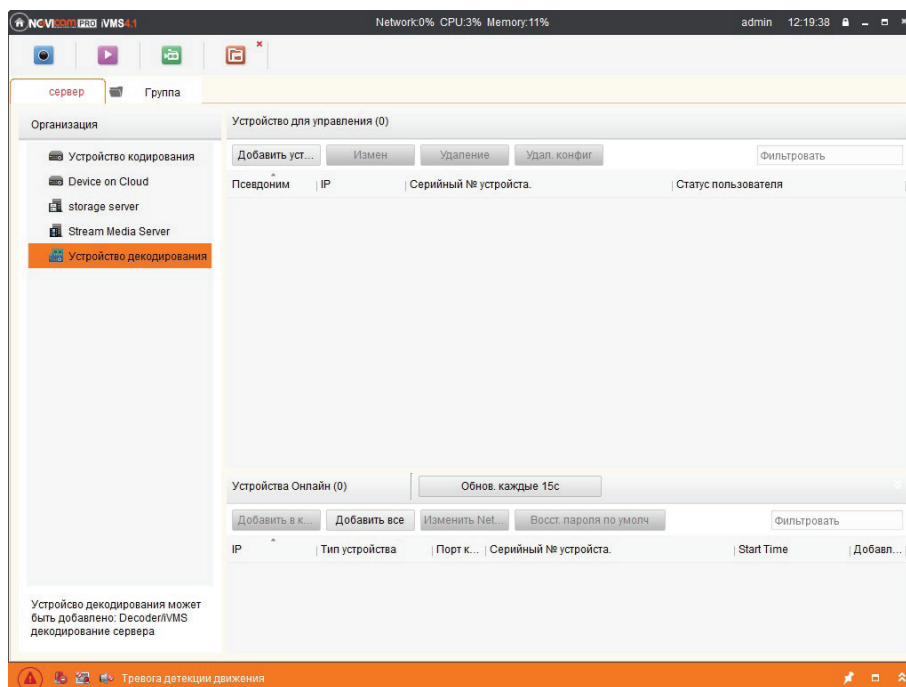 NOVIcom PRO iVMS4.1 Network:0% CPU:3% Memory:11% admin 12:19:38
сервер Группа
Организация
Устройство кодирования
Device on Cloud
storage server
Stream Media Server
Устройство декодирования
Устройсво декодирования может
быть добавлено: Decoder/iVMS
декодирование сервера
Устройство для управления (0)
Добавить уст... Измен Удаление Удал. конфиг Фильтровать
Псевдоним IP Серийный № устройста. Статус пользователя
Устройства Онлайн (0) Обнов. каждые 15с
Добавить в к... Добавить все Изменить Net... Восст. пароля по умолч Фильтровать
IP Тип устройства Порт к... Серийный № устройста. Start Time Добавл...
Тревога детекции движения